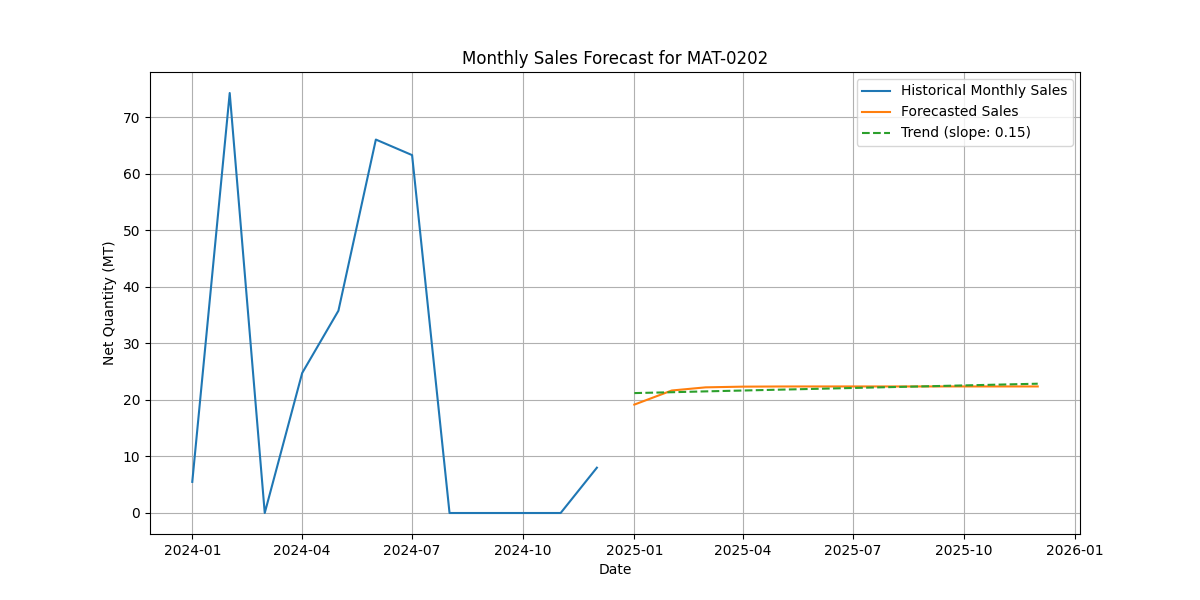 Monthly Sales Forecast for MAT-0202
Historical Monthly Sales
Forecasted Sales
Trend (slope: 0.15)
Net Quantity (MT)
70
60
50
40
30
20
10
0
2024-01 2024-04 2024-07 2024-10 2025-01 2025-04 2025-07 2025-10 2026-01
Date